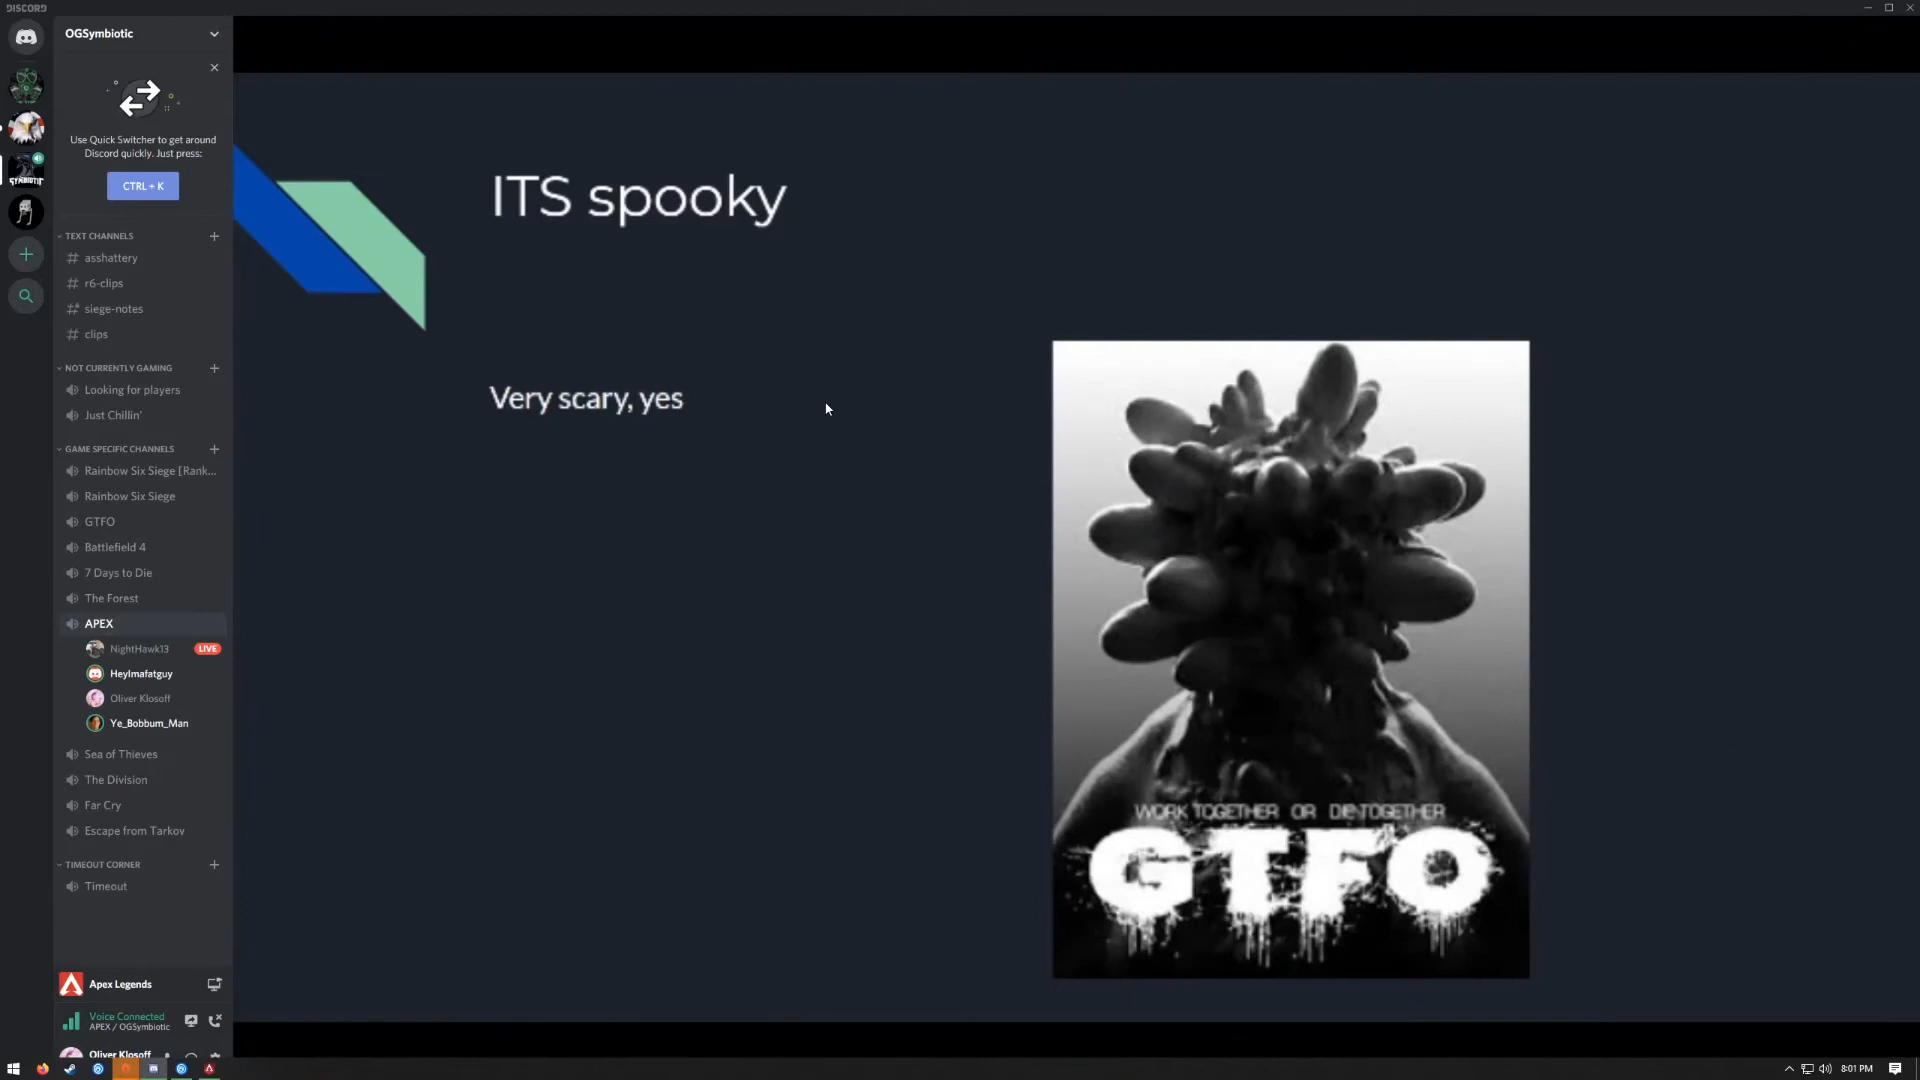 DISCORD
OGSymbiotic
Use Quick Switcher to get around
Discord quickly. Just press:
CTRL + K
TEXT CHANNELS
asshattery
r6-clips
siege-notes
clips
NOT CURRENTLY GAMING
Looking for players
Just Chillin'
GAME SPECIFIC CHANNELS
Rainbow Six Siege [Rank...
Rainbow Six Siege
GTFO
Battlefield 4
7 Days to Die
The Forest
APEX
NightHawk13 LIVE
HeyImafatguy
Oliver Klosoff
Ye_Bobbum_Man
Sea of Thieves
The Division
Far Cry
Escape from Tarkov
TIMEOUT CORNER
Timeout
Apex Legends
Voice Connected
APEX / OGSymbiotic
Oliver Klosoff
ITS spooky
Very scary, yes
WORK TOGETHER OR DIE TOGETHER
GTFO
SYMBIOTIC
8:01 PM